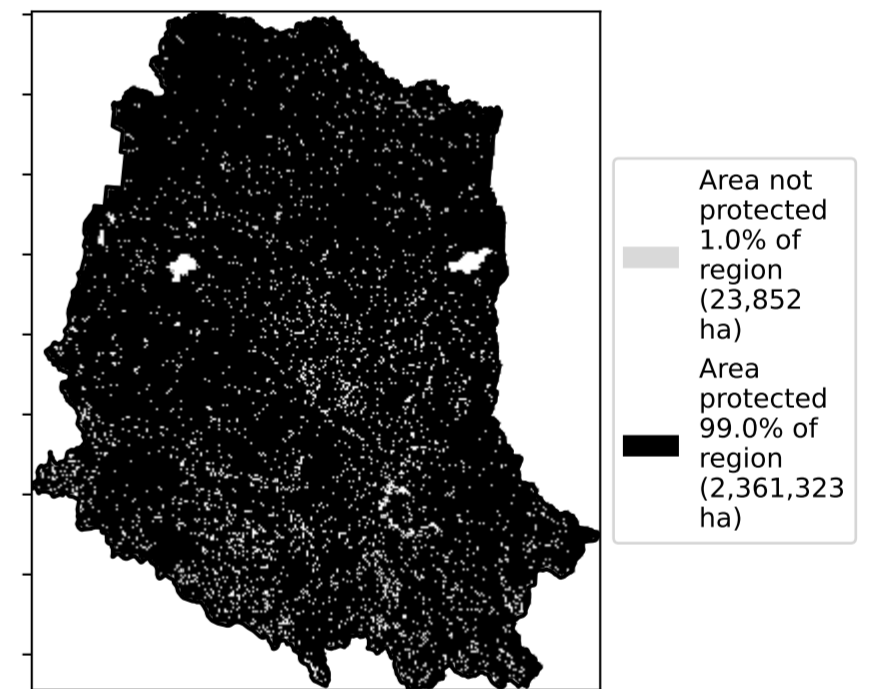 Area not
protected
1.0% of
region
(23,852
ha)
Area
protected
99.0% of
region
(2,361,323
ha)